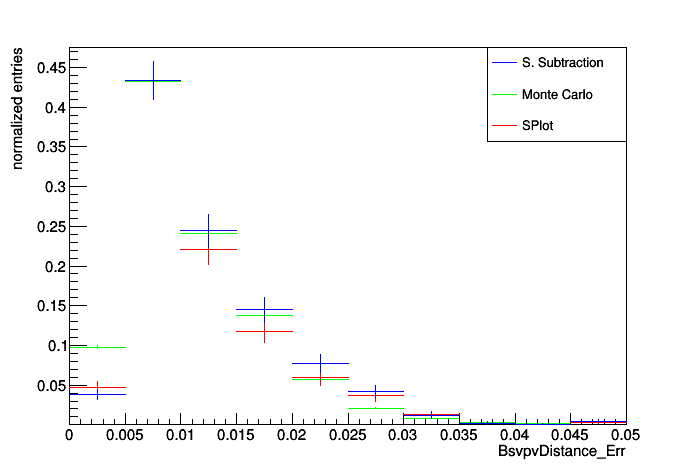 normalized entries
0.45
0.4
0.35
0.3
0.25
0.2
0.15
0.1
0.05
S. Subtraction
Monte Carlo
SPlot
0 0.005 0.01 0.015 0.02 0.025 0.03 0.035 0.04 0.045 0.05
BsvpvDistance_Err